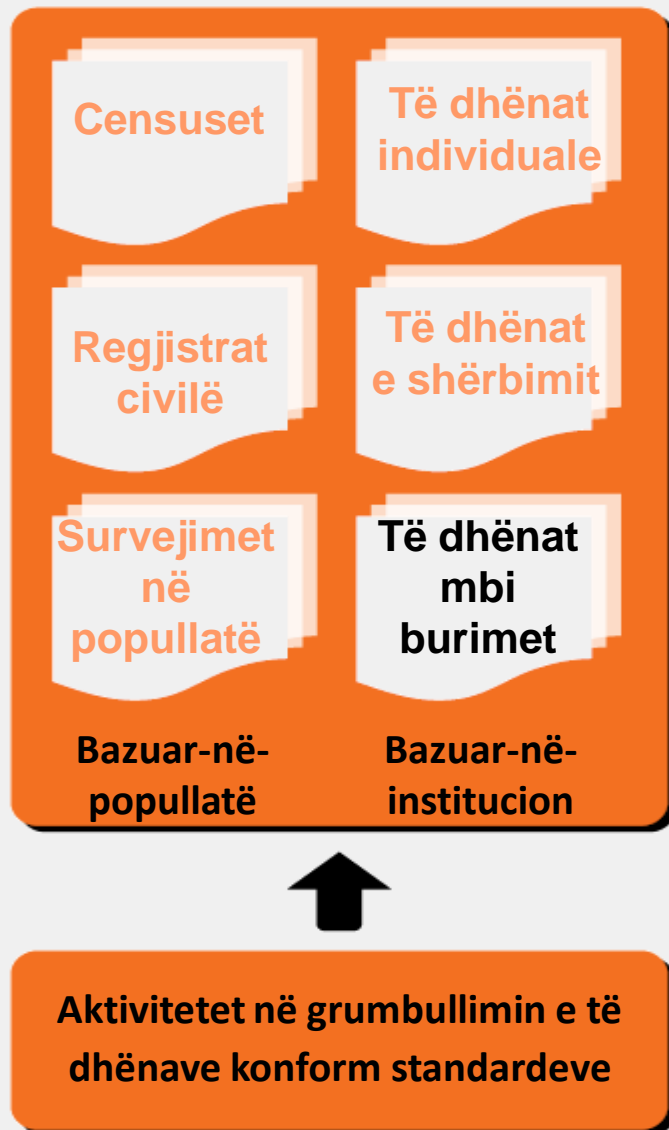 Censuset
Të dhënat
individuale
Regjistrat
civilë
Të dhënat
e shërbimit
Survejimet
në
popullatë
Të dhënat
mbi
burimet
Bazuar-në-
popullatë
Bazuar-në-
institucion
Aktivitetet në grumbullimin e të
dhënave konform standardeve